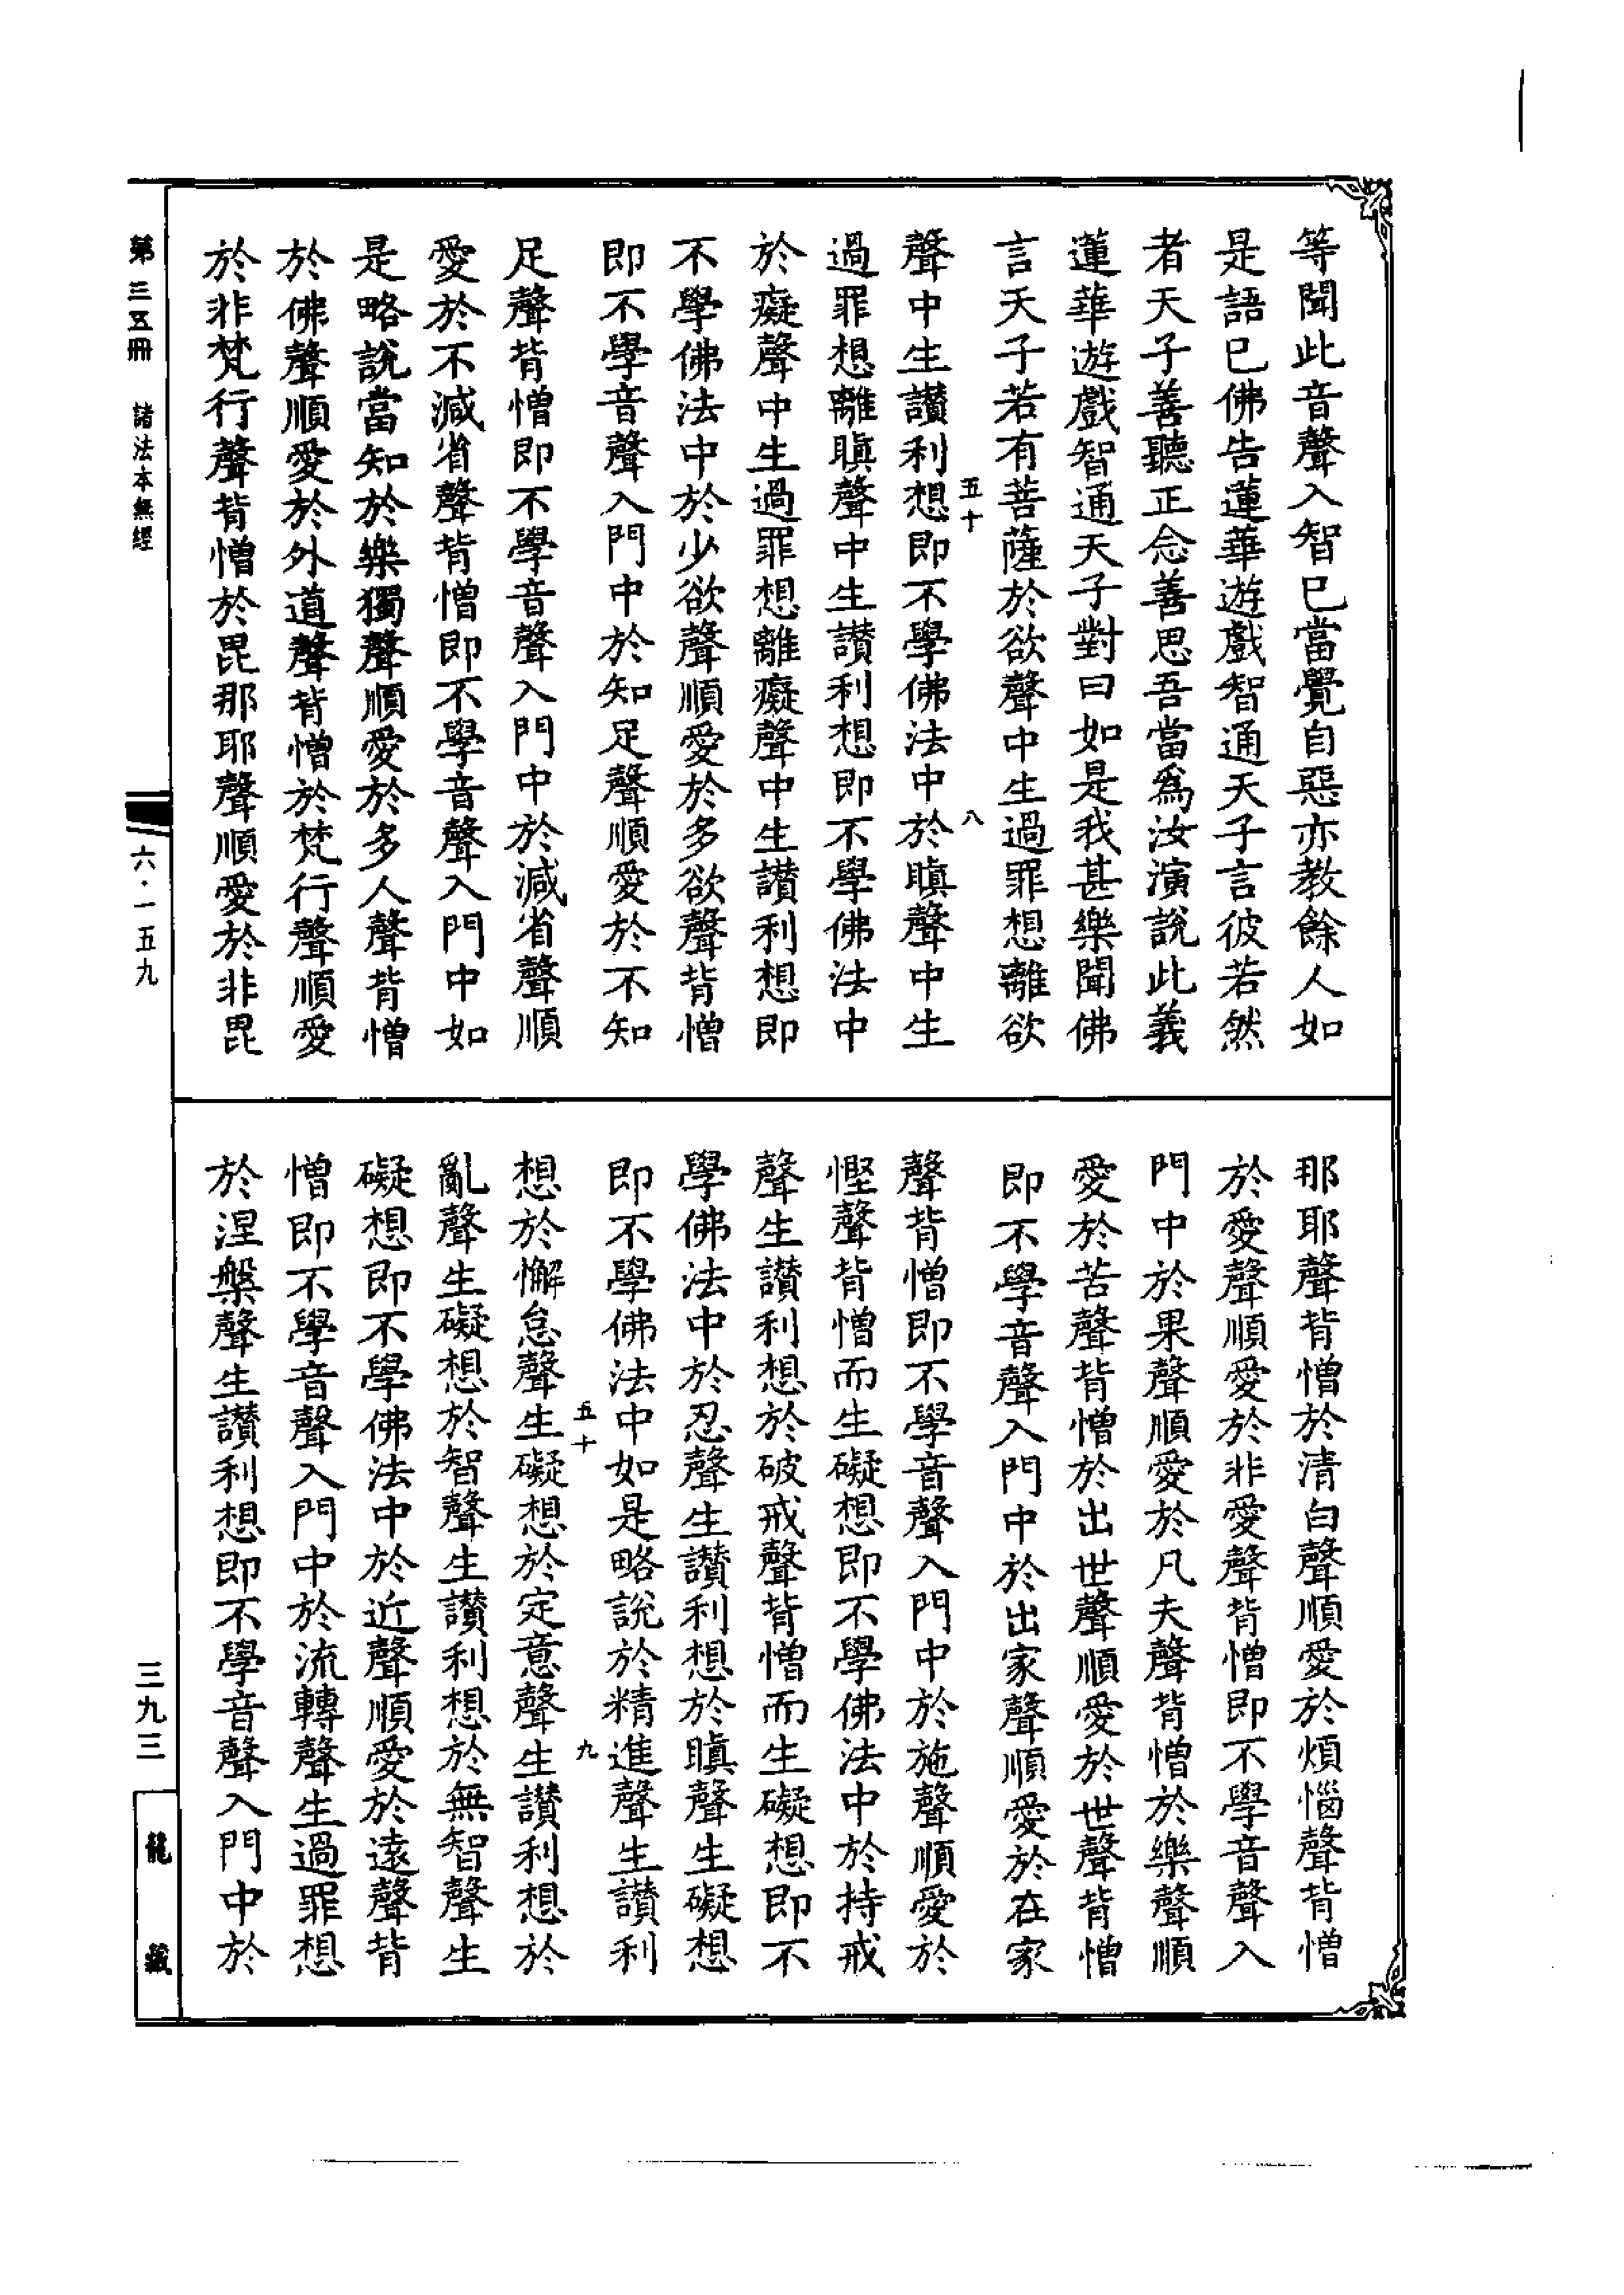 等聞此音聲入智已當覺自惡亦教餘人如
是語已佛告蓮華遊戲智通天子言彼若然
者天子善聽正念善思吾當為汝演說此義
蓮華遊戲智通天子對曰如是我甚樂聞佛
言天子若有菩薩於欲聲中生過罪想離欲
五十 八
聲中生讃利想即不學佛法中於瞋聲中生
過罪想離瞋聲中生讃利想即不學佛法中
於癡聲中生過罪想離癡聲中生讃利想即
不學佛法中於少欲聲順愛於多欲聲背憎
即不學音聲入門中於知足聲順愛於不知
足聲背憎即不學音聲入門中於減省聲順
愛於不減省聲背憎即不學音聲入門中如
是略說當知於樂獨聲順愛於多人聲背憎
於佛聲順愛於外道聲背憎於梵行聲順愛
於非梵行聲背憎於毘那耶聲順愛於非毘
那耶聲背憎於清白聲順愛於煩惱聲背憎
於愛聲順愛於非愛聲背憎即不學音聲入
門中於果聲順愛於凡夫聲背憎於樂聲順
愛於苦聲背憎於出世聲順愛於世聲背憎
即不學音聲入門中於出家聲順愛於在家
聲背憎即不學音聲入門中於施聲順愛於
慳聲背憎而生礙想即不學佛法中於持戒
聲生讃利想於破戒聲背憎而生礙想即不
學佛法中於忍聲生讃利想於瞋聲生礙想
即不學佛法中如是略說於精進聲生讃利
五十 九
想於懈怠聲生礙想於定意聲生讃利想於
亂聲生礙想於智聲生讃利想於無智聲生
礙想即不學佛法中於近聲順愛於遠聲背
憎即不學音聲入門中於流轉聲生過罪想
於涅槃聲生讃利想即不學音聲入門中於
第三五冊 諸法本無經
六·一五九
三九三
龍藏